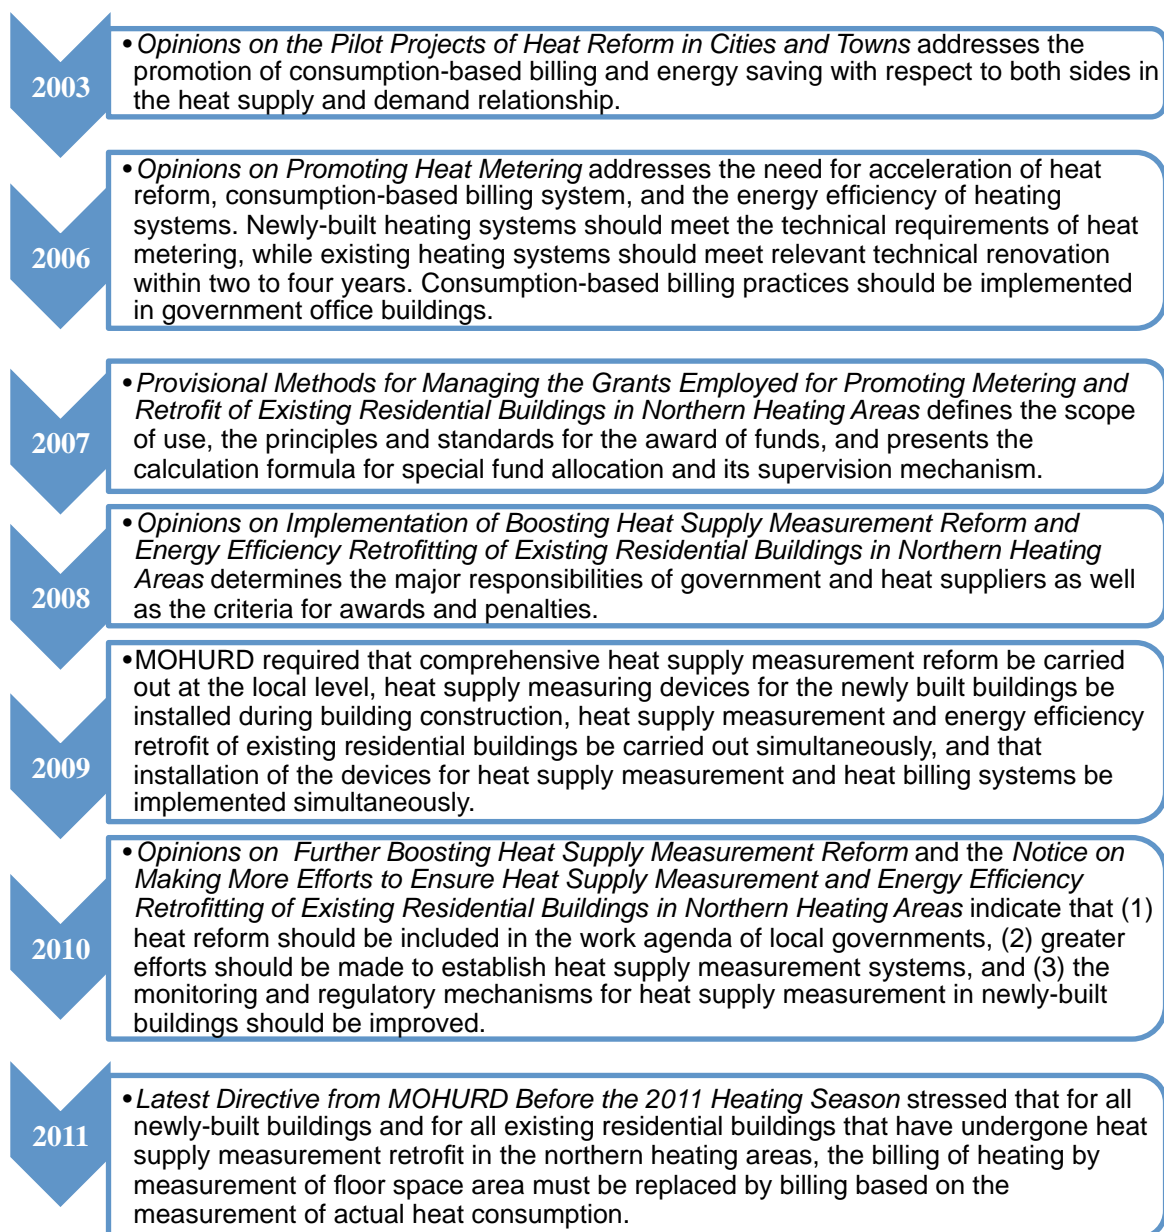 2003
•Opinions on the Pilot Projects of Heat Reform in Cities and Towns addresses the
promotion of consumption-based billing and energy saving with respect to both sides in
the heat supply and demand relationship.
2006
•Opinions on Promoting Heat Metering addresses the need for acceleration of heat
reform, consumption-based billing system, and the energy efficiency of heating
systems. Newly-built heating systems should meet the technical requirements of heat
metering, while existing heating systems should meet relevant technical renovation
within two to four years. Consumption-based billing practices should be implemented
in government office buildings.
2007
•Provisional Methods for Managing the Grants Employed for Promoting Metering and
Retrofit of Existing Residential Buildings in Northern Heating Areas defines the scope
of use, the principles and standards for the award of funds, and presents the
calculation formula for special fund allocation and its supervision mechanism.
2008
•Opinions on Implementation of Boosting Heat Supply Measurement Reform and
Energy Efficiency Retrofitting of Existing Residential Buildings in Northern Heating
Areas determines the major responsibilities of government and heat suppliers as well
as the criteria for awards and penalties.
2009
•MOHURD required that comprehensive heat supply measurement reform be carried
out at the local level, heat supply measuring devices for the newly built buildings be
installed during building construction, heat supply measurement and energy efficiency
retrofit of existing residential buildings be carried out simultaneously, and that
installation of the devices for heat supply measurement and heat billing systems be
implemented simultaneously.
2010
•Opinions on  Further Boosting Heat Supply Measurement Reform and the Notice on
Making More Efforts to Ensure Heat Supply Measurement and Energy Efficiency
Retrofitting of Existing Residential Buildings in Northern Heating Areas indicate that (1)
heat reform should be included in the work agenda of local governments, (2) greater
efforts should be made to establish heat supply measurement systems, and (3) the
monitoring and regulatory mechanisms for heat supply measurement in newly-built
buildings should be improved.
2011
•Latest Directive from MOHURD Before the 2011 Heating Season stressed that for all
newly-built buildings and for all existing residential buildings that have undergone heat
supply measurement retrofit in the northern heating areas, the billing of heating by
measurement of floor space area must be replaced by billing based on the
measurement of actual heat consumption.